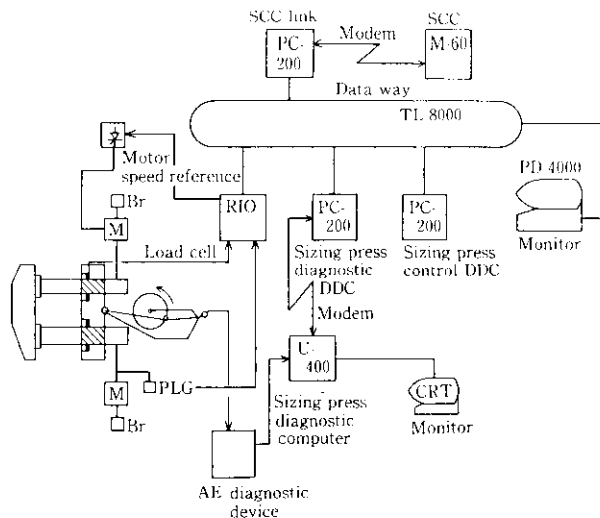 SCC link
SCC
PC-
200
Modem
M-60
Data way
TL 8000
Motor
speed reference
PD 4000
Br
M
RIO
PC-
200
PC-
200
Monitor
Load cell
Sizing press
diagnostic
DDC
Sizing press
control DDC
Modem
U-
400
PLG
M
Br
Sizing press
diagnostic
computer
CRT
Monitor
AE diagnostic
device